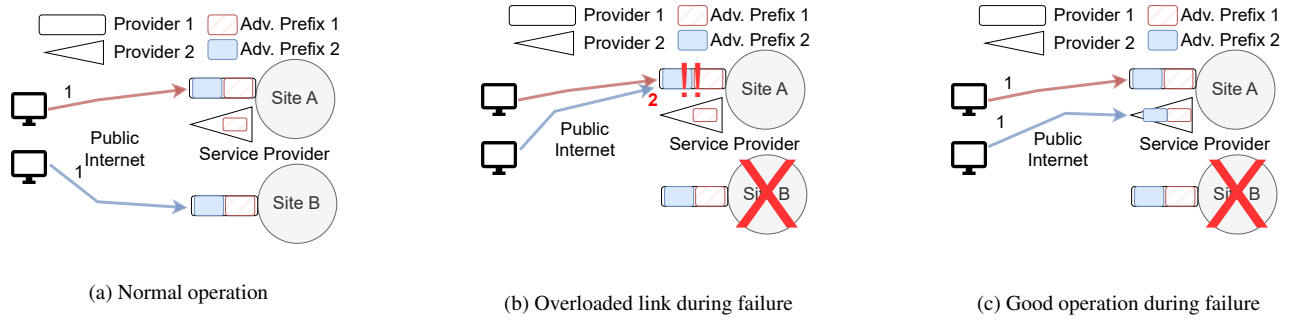 Provider 1
Adv. Prefix 1
Provider 2
Adv. Prefix 2
1
Site A
Public
Internet
Service Provider
1
Site B
(a) Normal operation
Provider 1
Adv. Prefix 1
Provider 2
Adv. Prefix 2
!!
2
Site A
Public
Internet
Service Provider
Site B
(b) Overloaded link during failure
Provider 1
Adv. Prefix 1
Provider 2
Adv. Prefix 2
1
Site A
1
Public
Internet
Service Provider
Site B
(c) Good operation during failure